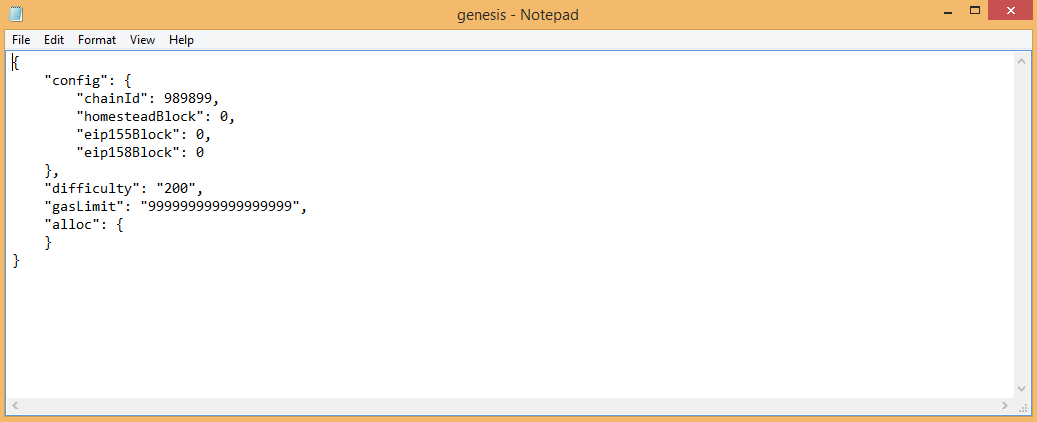 genesis - Notepad
File Edit Format View Help
{
    "config": {
        "chainId": 989899,
        "homesteadBlock": 0,
        "eip155Block": 0,
        "eip158Block": 0
    },
    "difficulty": "200",
    "gasLimit": "999999999999999999",
    "alloc": {
    }
}